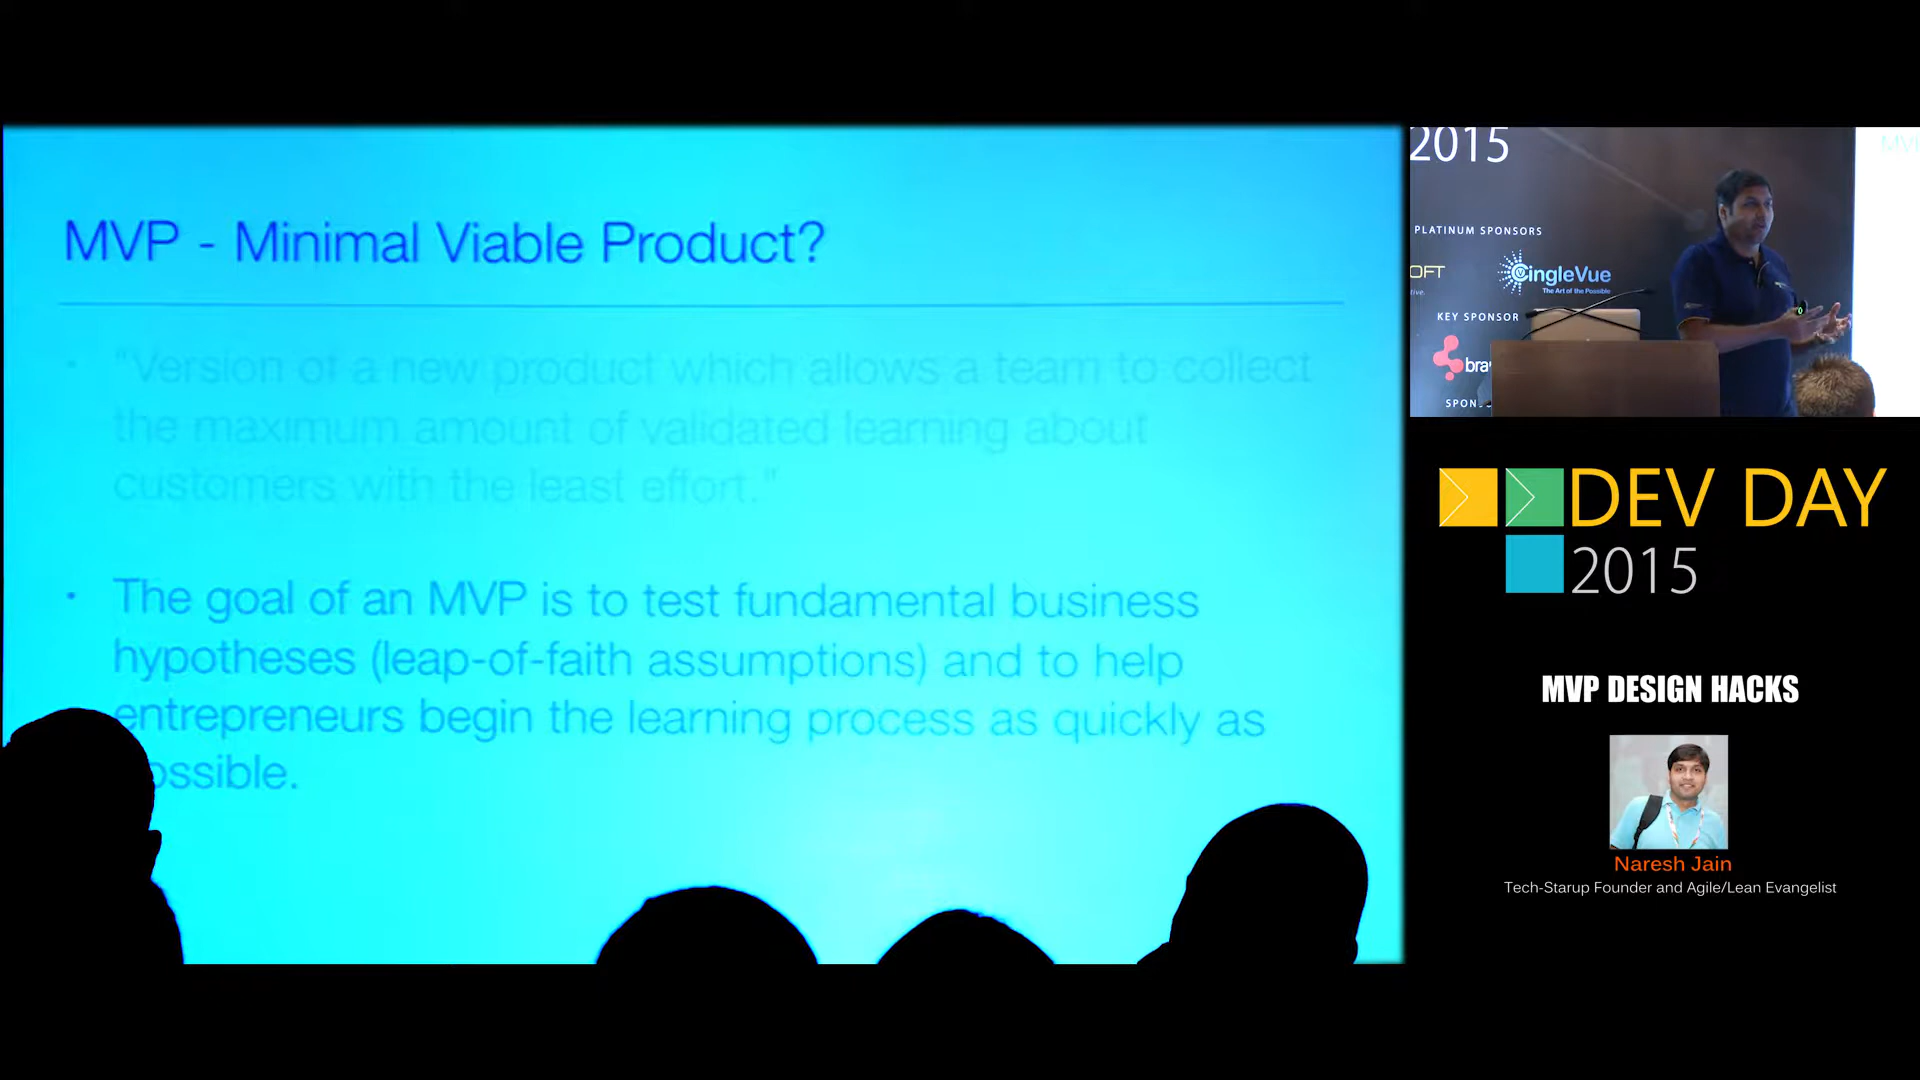 MVP - Minimal Viable Product?
• "Version of a new product which allows a team to collect
the maximum amount of validated learning about
customers with the least effort."
• The goal of an MVP is to test fundamental business
hypotheses (leap-of-faith assumptions) and to help
entrepreneurs begin the learning process as quickly as
ossible.
2015
PLATINUM SPONSORS
OFT
CingleVue
The Art of the Possible
KEY SPONSOR
bra
SPONS
MVP
DEV DAY
2015
MVP DESIGN HACKS
Naresh Jain
Tech-Starup Founder and Agile/Lean Evangelist